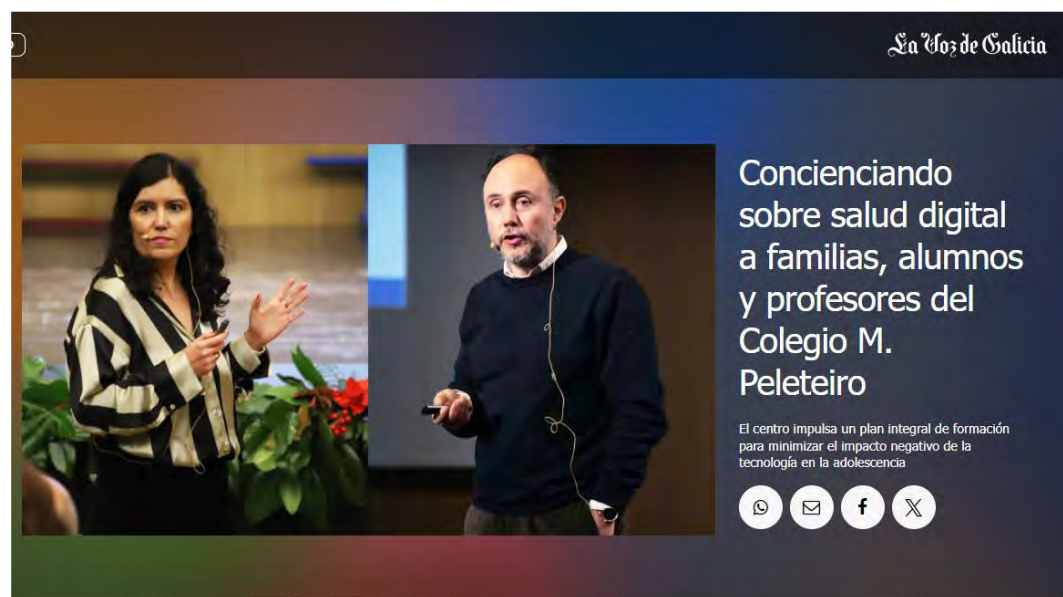 La Voz de Galicia
Concienciando
sobre salud digital
a familias, alumnos
y profesores del
Colegio M.
Peleteiro
El centro impulsa un plan integral de formación
para minimizar el impacto negativo de la
tecnología en la adolescencia